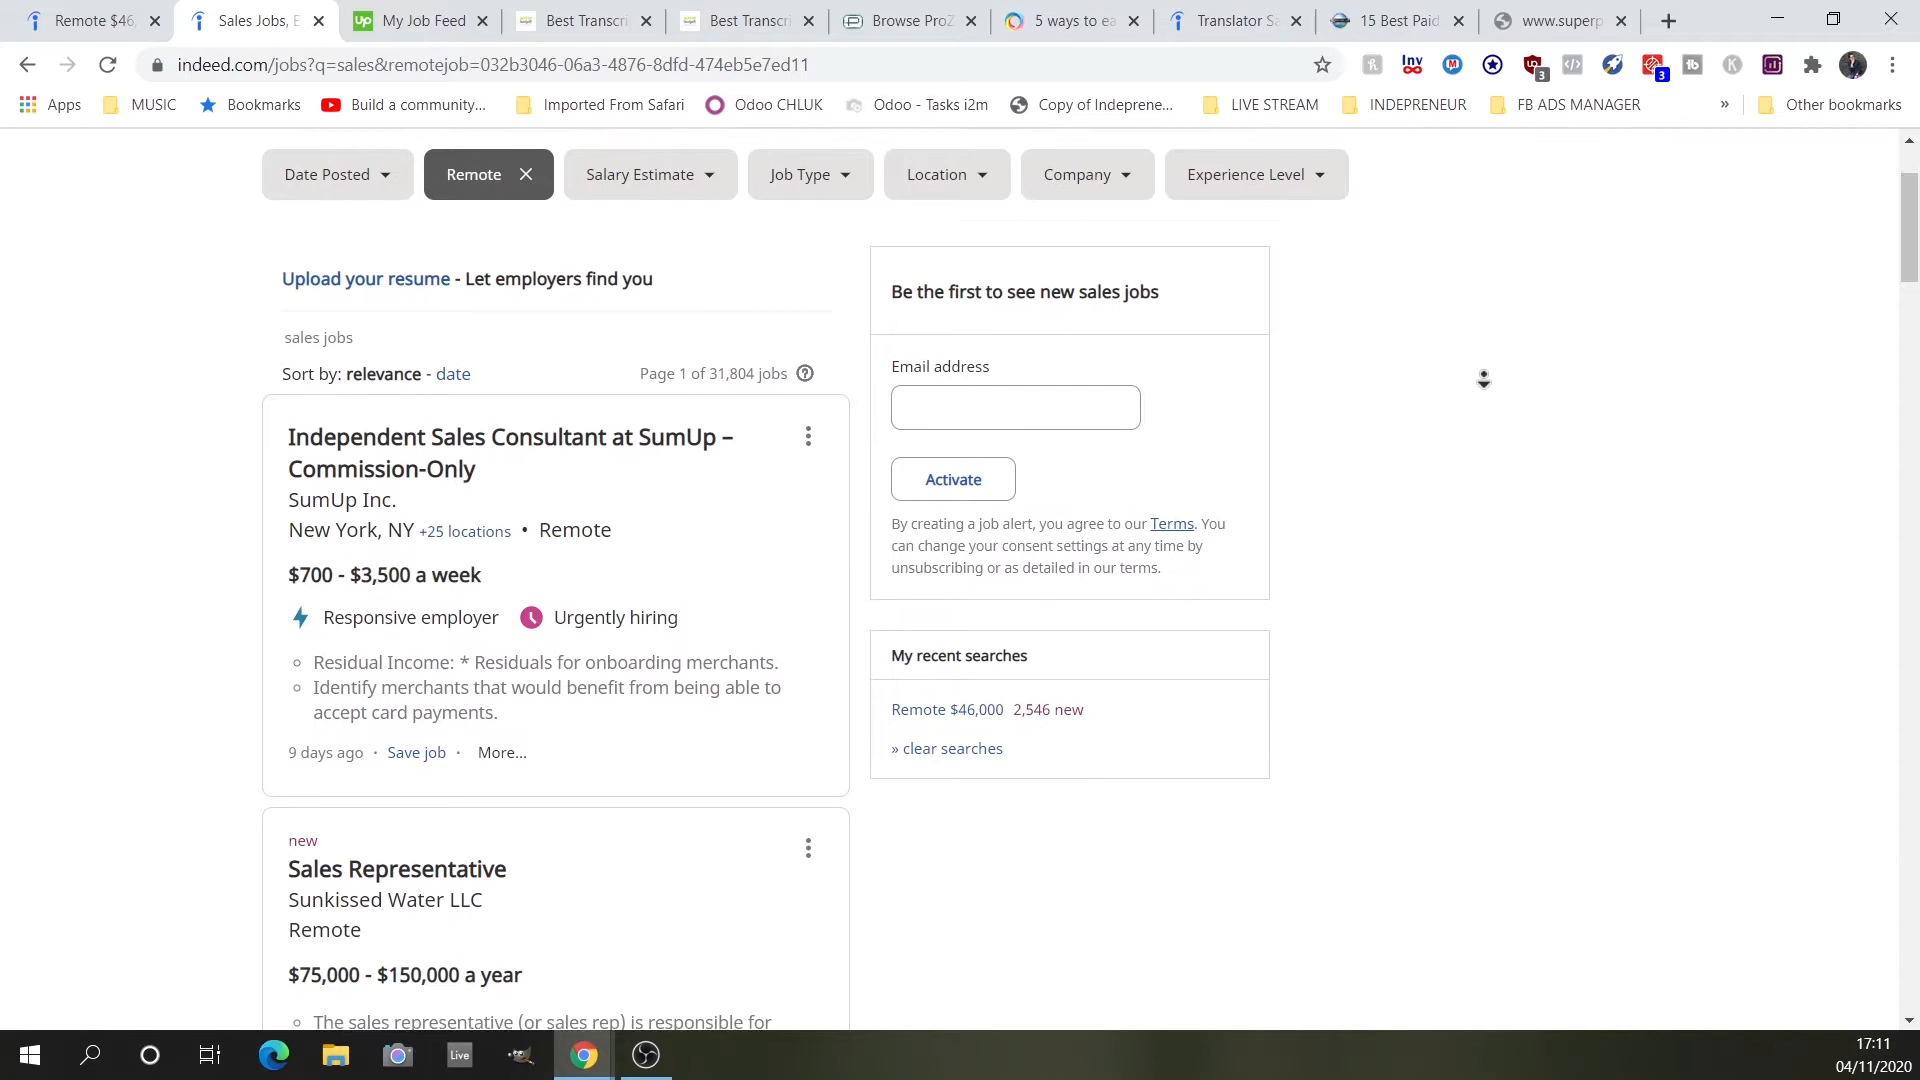 Remote $46,
Sales Jobs, E
My Job Feed
Best Transcri
Best Transcri
Browse ProZ
5 ways to ea
Translator Sa
15 Best Paid
www.superp
indeed.com/jobs?q=sales&remotejob=032b3046-06a3-4876-8dfd-474eb5e7ed11
Apps
MUSIC
Bookmarks
Build a community...
Imported From Safari
Odoo CHLUK
Odoo - Tasks i2m
Copy of Indeprene...
LIVE STREAM
INDEPRENEUR
FB ADS MANAGER
»
Other bookmarks
Date Posted
Remote
Salary Estimate
Job Type
Location
Company
Experience Level
Upload your resume - Let employers find you
sales jobs
Sort by: relevance - date
Page 1 of 31,804 jobs
Independent Sales Consultant at SumUp –
Commission-Only
SumUp Inc.
New York, NY +25 locations • Remote
$700 - $3,500 a week
Responsive employer
Urgently hiring
Residual Income: * Residuals for onboarding merchants.
Identify merchants that would benefit from being able to
accept card payments.
9 days ago · Save job · More...
new
Sales Representative
Sunkissed Water LLC
Remote
$75,000 - $150,000 a year
The sales representative (or sales rep) is responsible for
Be the first to see new sales jobs
Email address
Activate
By creating a job alert, you agree to our Terms. You
can change your consent settings at any time by
unsubscribing or as detailed in our terms.
My recent searches
Remote $46,000 2,546 new
» clear searches
Live
17:11
04/11/2020